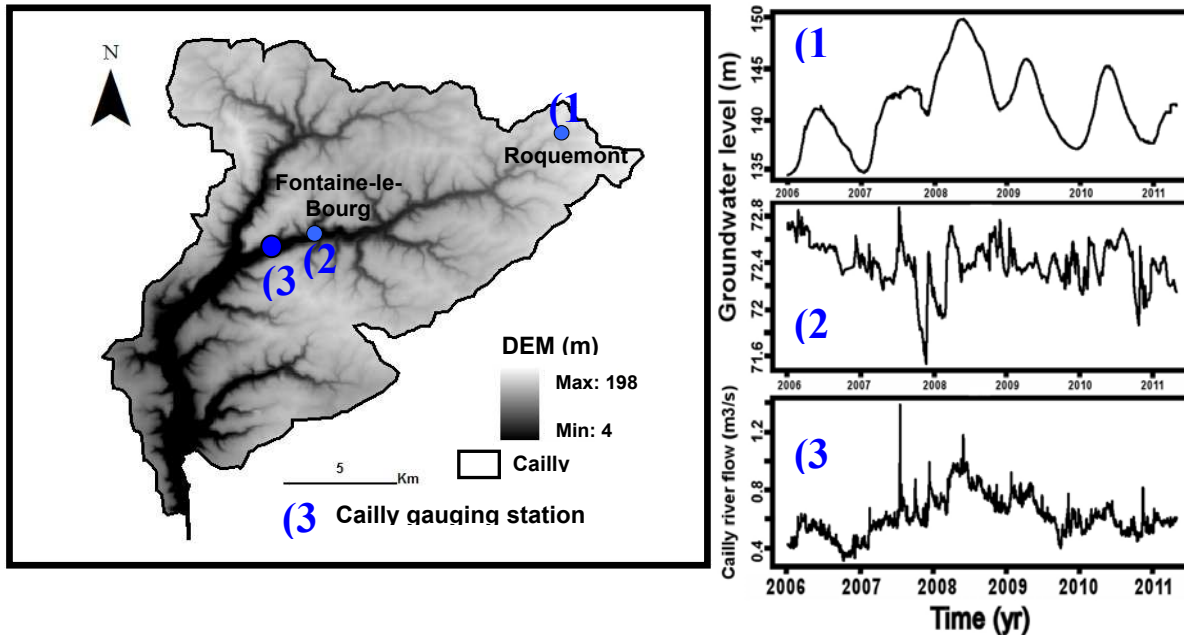 N
(1
Roquemont
Fontaine-le-
Bourg
(2
(3
DEM (m)
Max: 198
Min: 4
5
Km
Cailly
(3 Cailly gauging station
Groundwater level (m)
150
145
140
135
(1
2006 2007 2008 2009 2010 2011
72.8
72.4
72
71.6
(2
2006 2007 2008 2009 2010 2011
Cailly river flow (m3/s)
1.2
0.8
0.4
(3
2006 2007 2008 2009 2010 2011
Time (yr)